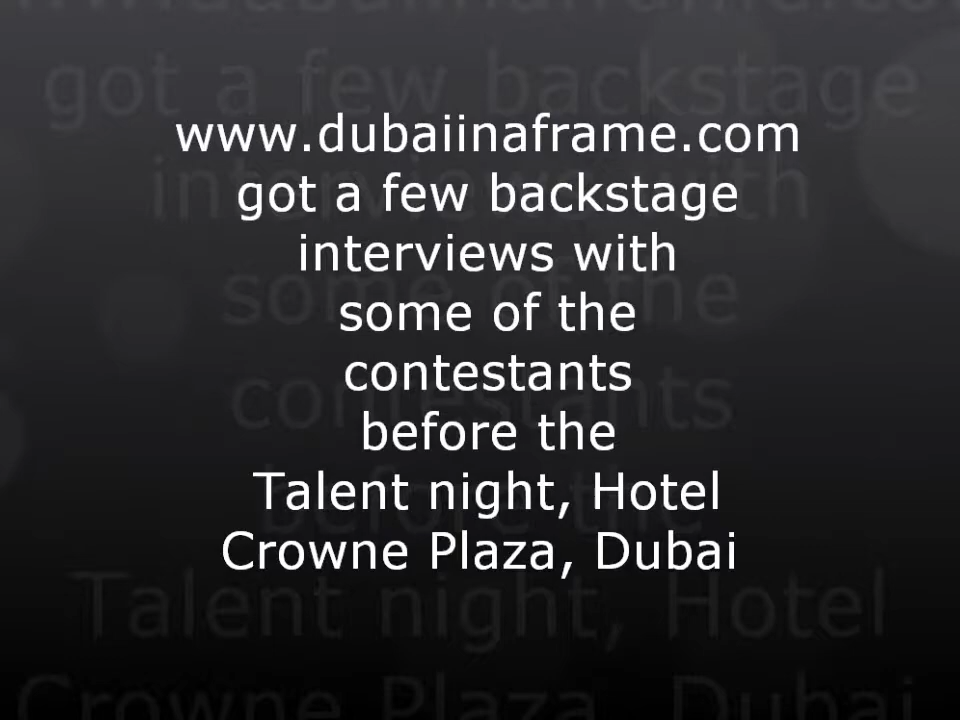 www.dubaiinaframe.com
got a few backstage
interviews with
some of the
contestants
before the
Talent night, Hotel
Crowne Plaza, Dubai